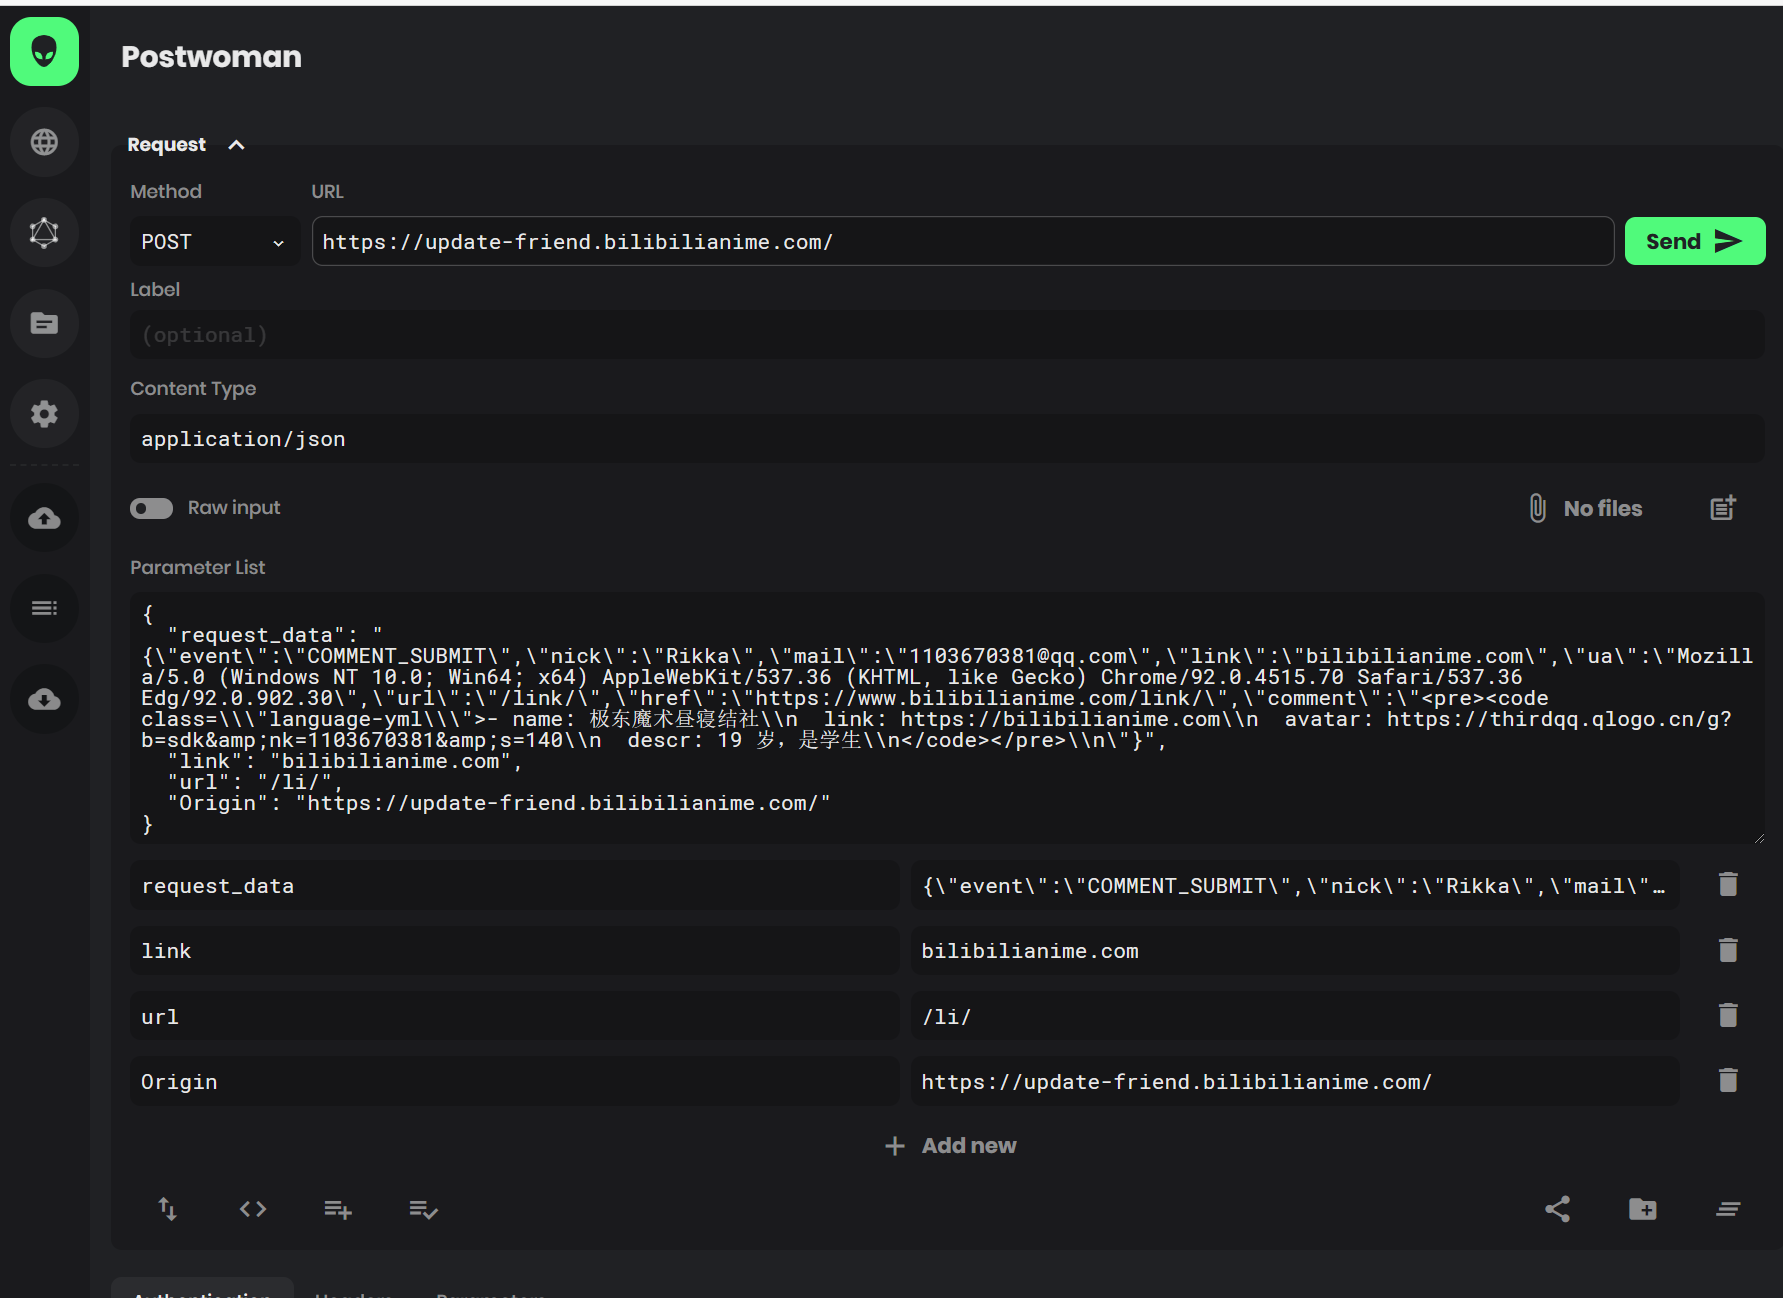 Postwoman
Request
Method
URL
POST
https://update-friend.bilibilianime.com/
Send
Label
(optional)
Content Type
application/json
Raw input
No files
Parameter List
{
  "request_data": "
{\"event\":\"COMMENT_SUBMIT\",\"nick\":\"Rikka\",\"mail\":\"1103670381@qq.com\",\"link\":\"bilibilianime.com\",\"ua\":\"Mozill
a/5.0 (Windows NT 10.0; Win64; x64) AppleWebKit/537.36 (KHTML, like Gecko) Chrome/92.0.4515.70 Safari/537.36
Edg/92.0.902.30\",\"url\":\"/link/\",\"href\":\"https://www.bilibilianime.com/link/\",\"comment\":\"<pre><code
class=\\\"language-yml\\\">- name: 极东魔术昼寝结社\\n  link: https://bilibilianime.com\\n  avatar: https://thirdqq.qlogo.cn/g?
b=sdk&amp;nk=1103670381&amp;s=140\\n  descr: 19 岁，是学生\\n</code></pre>\\n\"}",
  "link": "bilibilianime.com",
  "url": "/li/",
  "Origin": "https://update-friend.bilibilianime.com/"
}
request_data
{\"event\":\"COMMENT_SUBMIT\",\"nick\":\"Rikka\",\"mail\"…
link
bilibilianime.com
url
/li/
Origin
https://update-friend.bilibilianime.com/
Add new
Authentication
Headers
Parameters